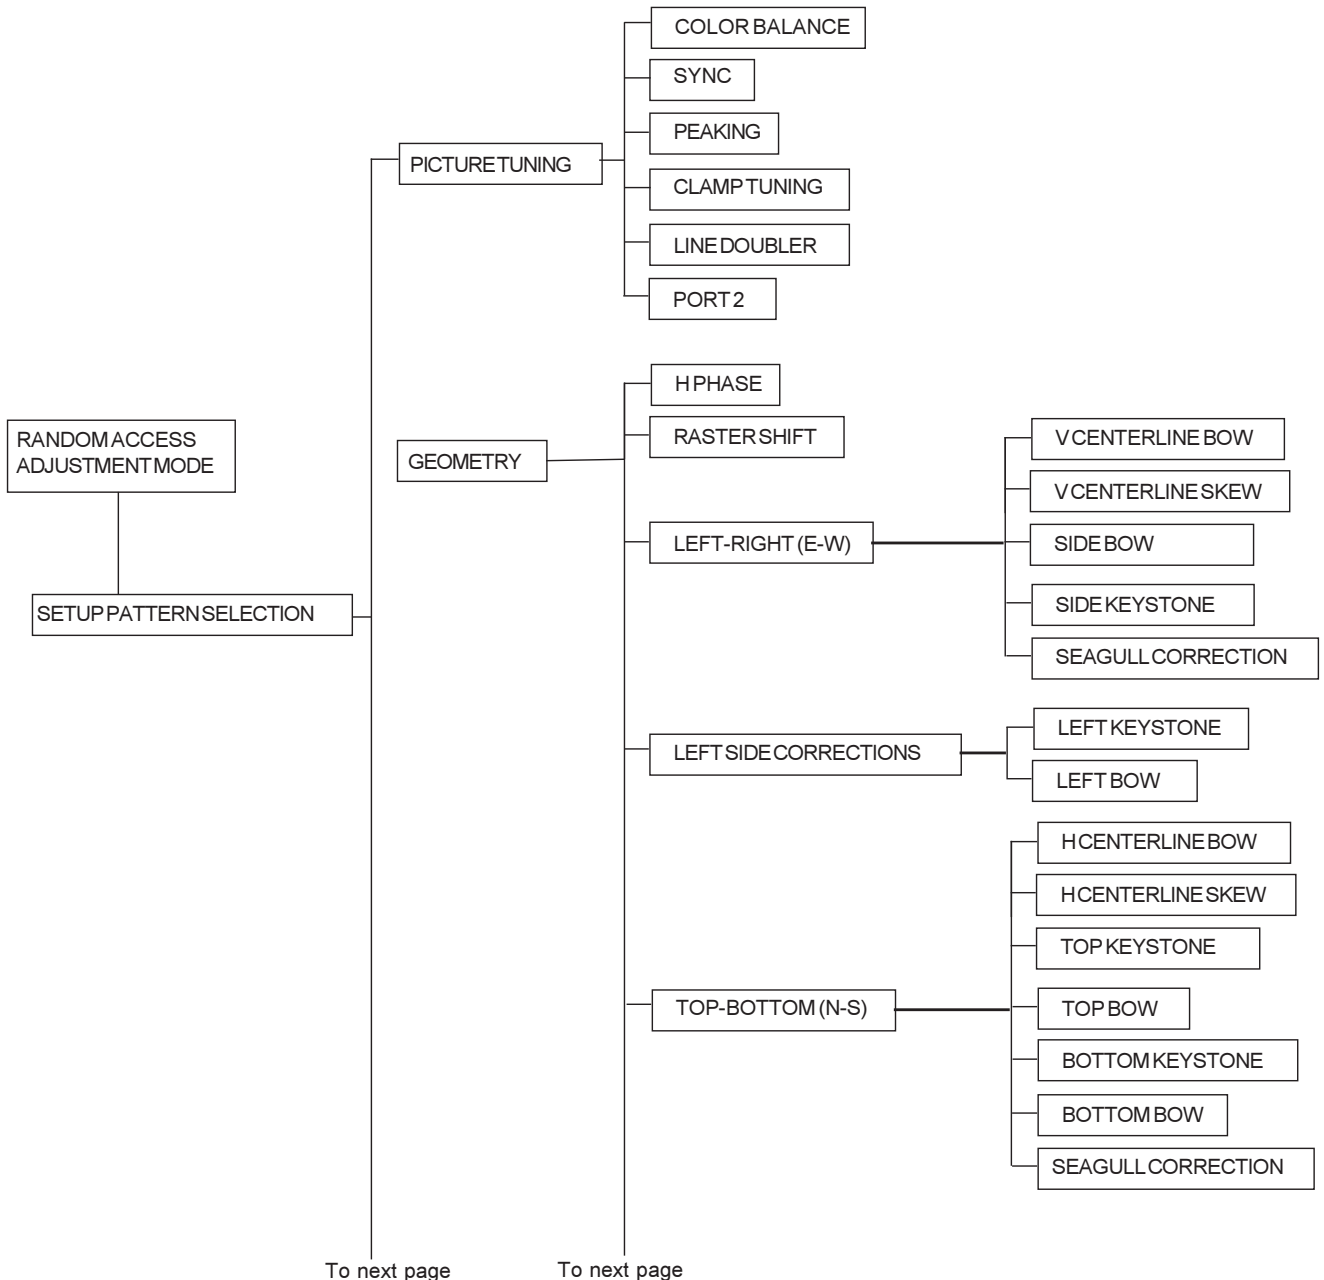 COLOR BALANCE
SYNC
PEAKING
PICTURE TUNING
CLAMP TUNING
LINE DOUBLER
PORT 2
H PHASE
RANDOM ACCESS
ADJUSTMENT MODE
GEOMETRY
RASTER SHIFT
V CENTERLINE BOW
V CENTERLINE SKEW
LEFT-RIGHT (E-W)
SIDE BOW
SETUP PATTERN SELECTION
SIDE KEYSTONE
SEAGULL CORRECTION
LEFT SIDE CORRECTIONS
LEFT KEYSTONE
LEFT BOW
H CENTERLINE BOW
H CENTERLINE SKEW
TOP KEYSTONE
TOP-BOTTOM (N-S)
TOP BOW
BOTTOM KEYSTONE
BOTTOM BOW
SEAGULL CORRECTION
To next page
To next page